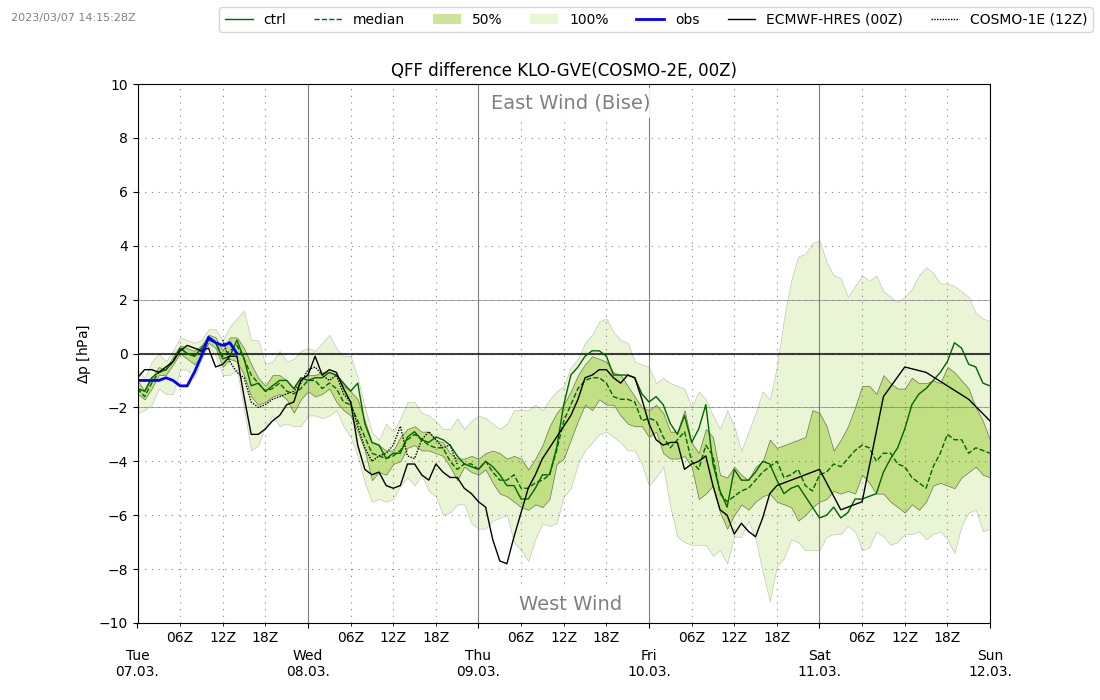 2023/03/07 14:15:28Z
ctrl median 50% 100% obs ECMWF-HRES (00Z) COSMO-1E (12Z)
QFF difference KLO-GVE(COSMO-2E, 00Z)
East Wind (Bise)
10
8
6
4
2
0
−2
−4
−6
−8
−10
Δp [hPa]
West Wind
06Z 12Z 18Z 06Z 12Z 18Z 06Z 12Z 18Z 06Z 12Z 18Z 06Z 12Z 18Z
Tue Wed Thu Fri Sat Sun
07.03. 08.03. 09.03. 10.03. 11.03. 12.03.